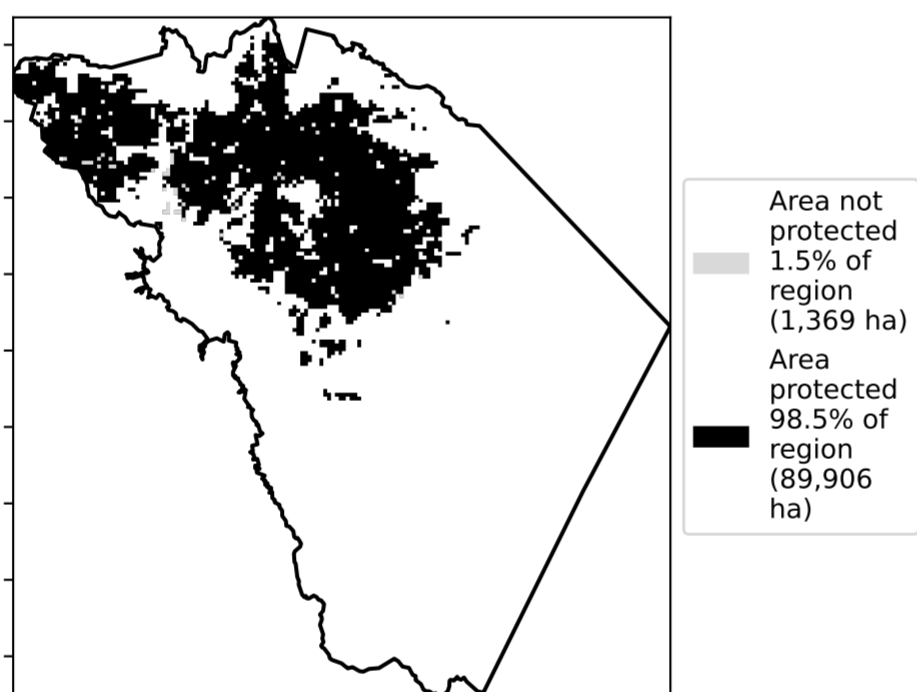 Area not
protected
1.5% of
region
(1,369 ha)
Area
protected
98.5% of
region
(89,906
ha)